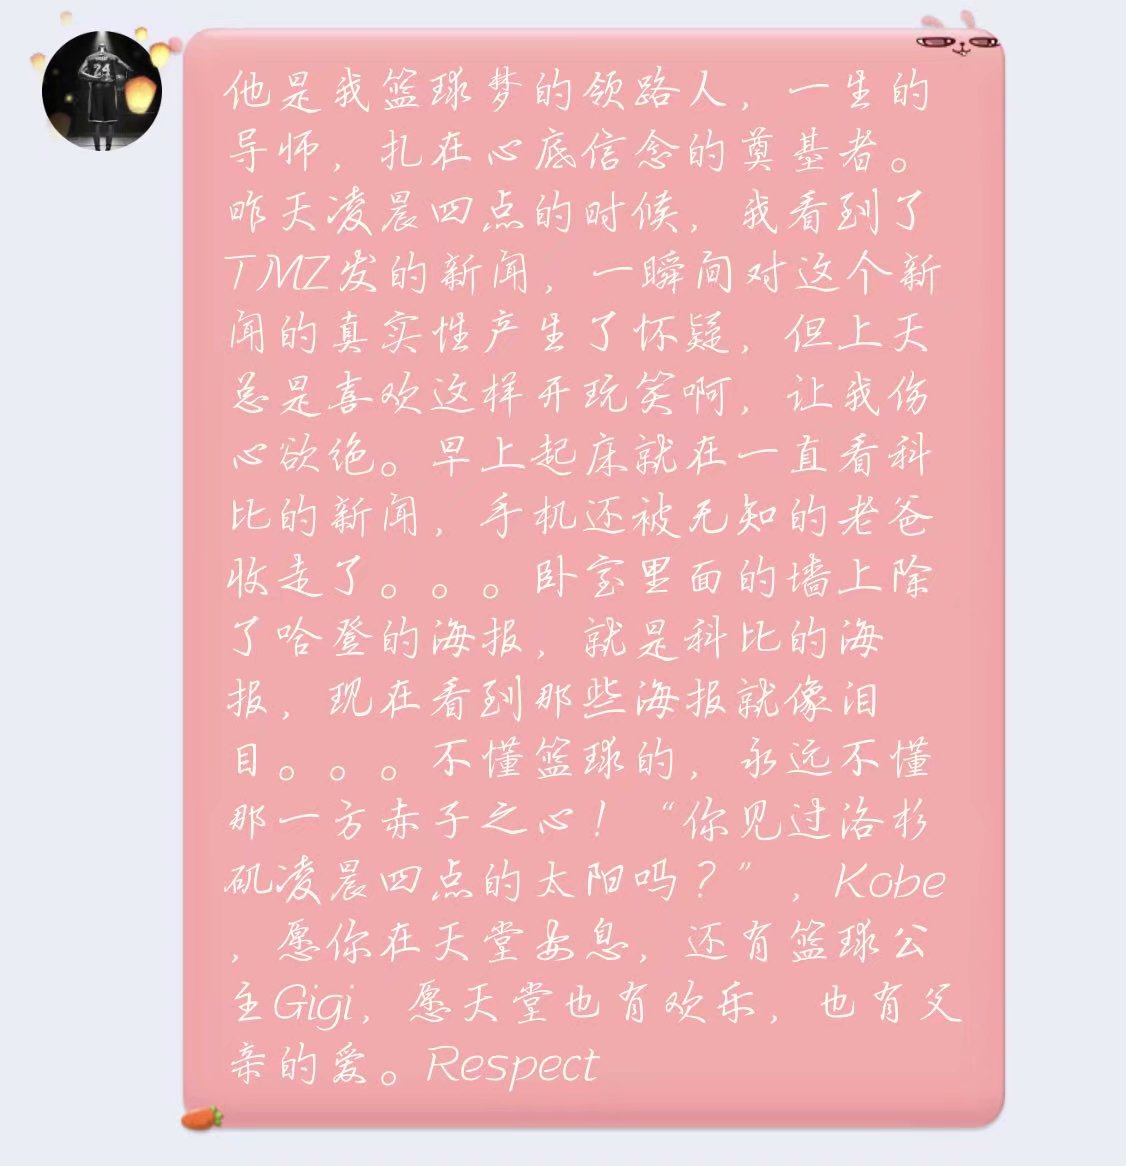 24
他是我篮球梦的领路人，一生的
导师，扎在心底信念的奠基者。
昨天凌晨四点的时候，我看到了
TMZ发的新闻，一瞬间对这个新
闻的真实性产生了怀疑，但上天
总是喜欢这样开玩笑啊，让我伤
心欲绝。早上起床就在一直看科
比的新闻，手机还被无知的老爸
收走了。。。卧室里面的墙上除
了哈登的海报，就是科比的海
报，现在看到那些海报就像泪
目。。。不懂篮球的，永远不懂
那一方赤子之心！“你见过洛杉
矶凌晨四点的太阳吗？”，Kobe
，愿你在天堂安息，还有篮球公
主Gigi，愿天堂也有欢乐，也有父
亲的爱。Respect